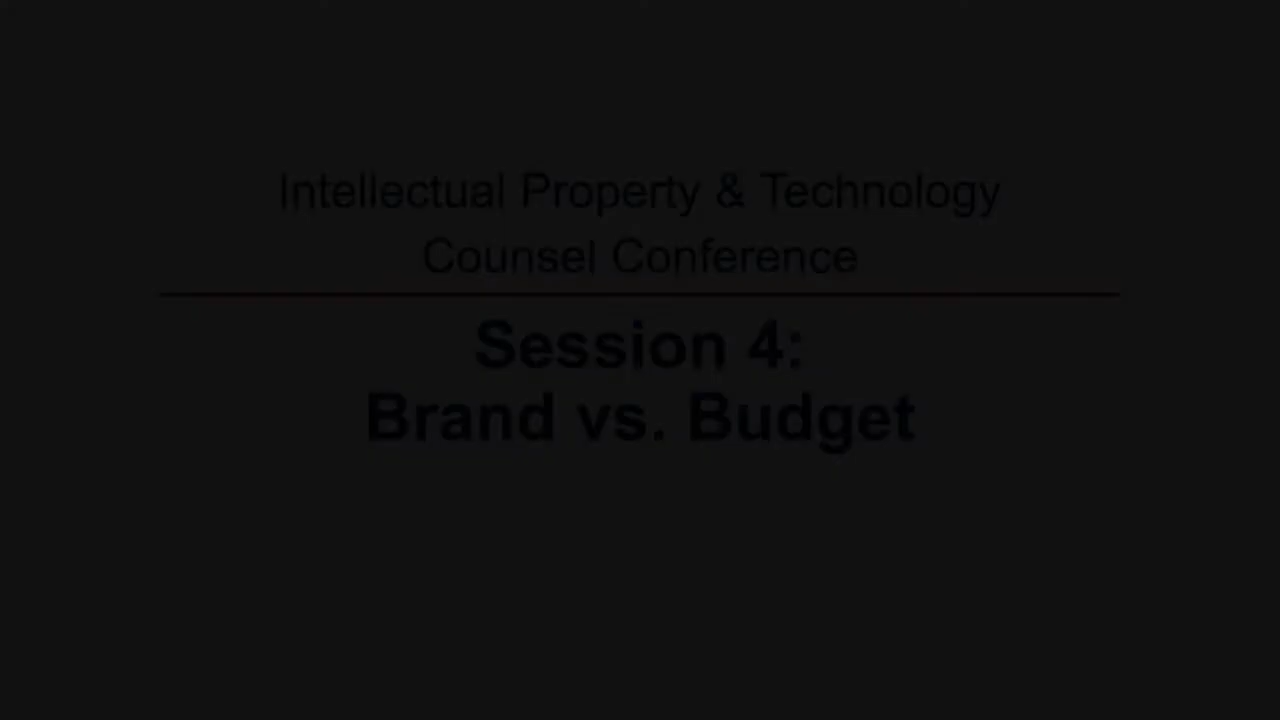 Intellectual Property & Technology
Counsel Conference
Session 4:
Brand vs. Budget